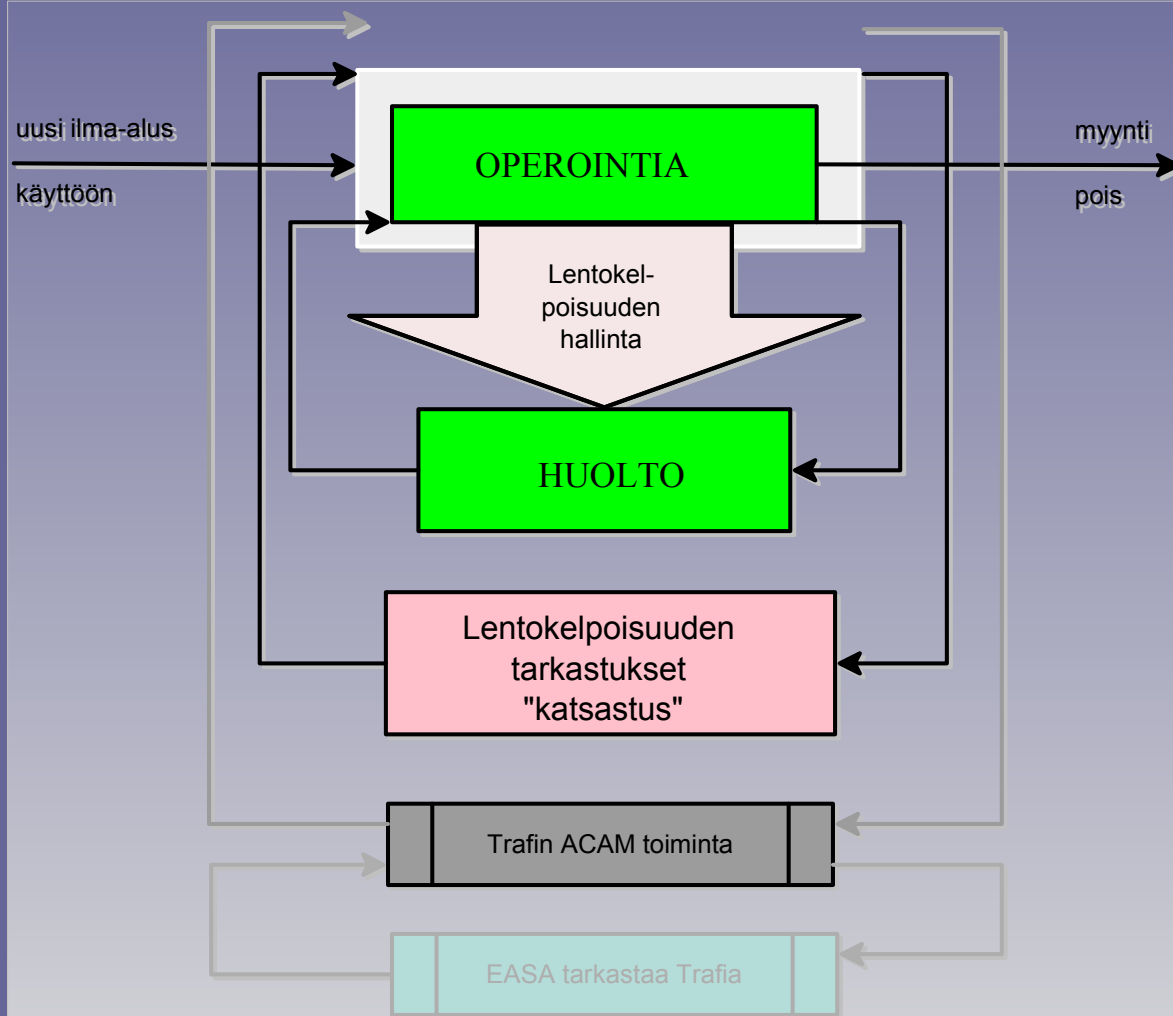 uusi ilma-alus
käyttöön
OPEROINTIA
myynti
pois
Lentokel-
poisuuden
hallinta
HUOLTO
Lentokelpoisuuden
tarkastukset
"katsastus"
Trafin ACAM toiminta
EASA tarkastaa Trafia